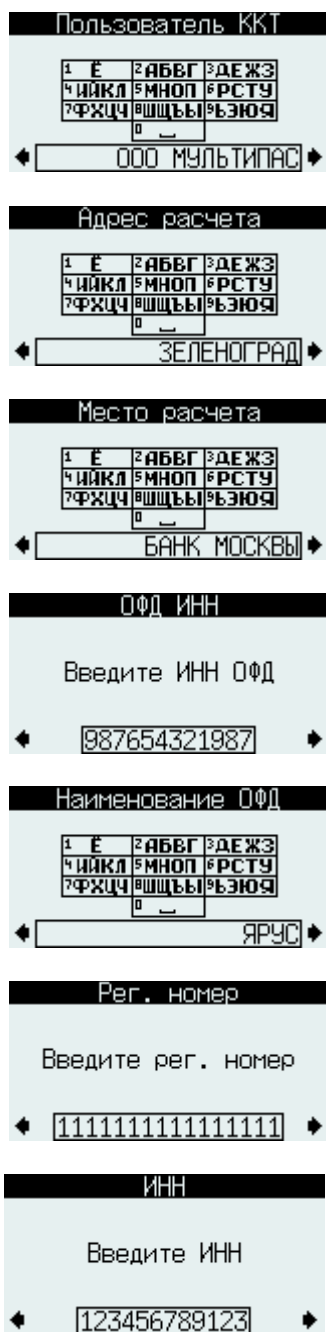 Пользователь ККТ
1 Ё 2АБВГ 3ДЕЖЗ
4ИЙКЛ 5МНОП 6РСТУ
7ФХЦЧ 8ШЩЪЫ 9ЬЭЮЯ
0 ␣
ООО МУЛЬТИПАС
Адрес расчета
1 Ё 2АБВГ 3ДЕЖЗ
4ИЙКЛ 5МНОП 6РСТУ
7ФХЦЧ 8ШЩЪЫ 9ЬЭЮЯ
0 ␣
ЗЕЛЕНОГРАД
Место расчета
1 Ё 2АБВГ 3ДЕЖЗ
4ИЙКЛ 5МНОП 6РСТУ
7ФХЦЧ 8ШЩЪЫ 9ЬЭЮЯ
0 ␣
БАНК МОСКВЫ
ОФД ИНН
Введите ИНН ОФД
987654321987
Наименование ОФД
1 Ё 2АБВГ 3ДЕЖЗ
4ИЙКЛ 5МНОП 6РСТУ
7ФХЦЧ 8ШЩЪЫ 9ЬЭЮЯ
0 ␣
ЯРУС
Рег. номер
Введите рег. номер
1111111111111111
ИНН
Введите ИНН
123456789123